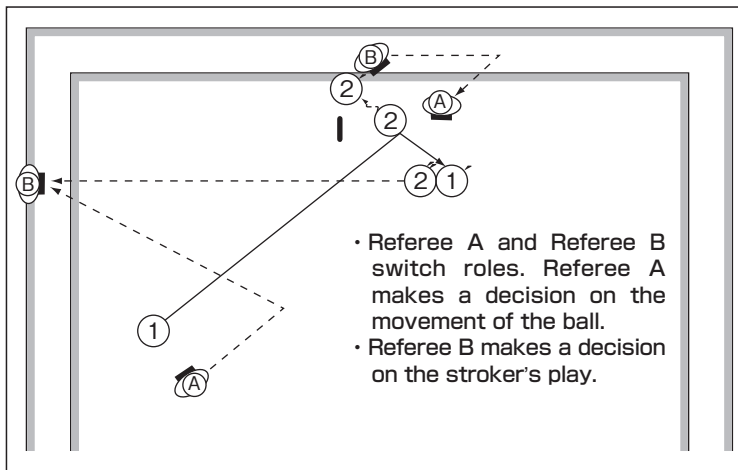 B
2
A
2
B
2´ 1´
・Referee A and Referee B
switch roles. Referee A
makes a decision on the
movement of the ball.
1
・Referee B makes a decision
on the stroker's play.
A